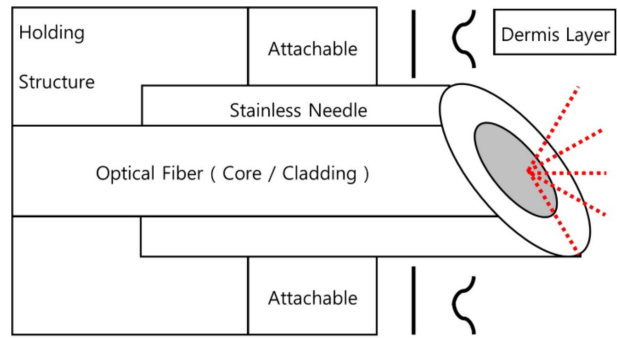 Holding
Structure
Attachable
Dermis Layer
Stainless Needle
Optical Fiber ( Core / Cladding )
Attachable